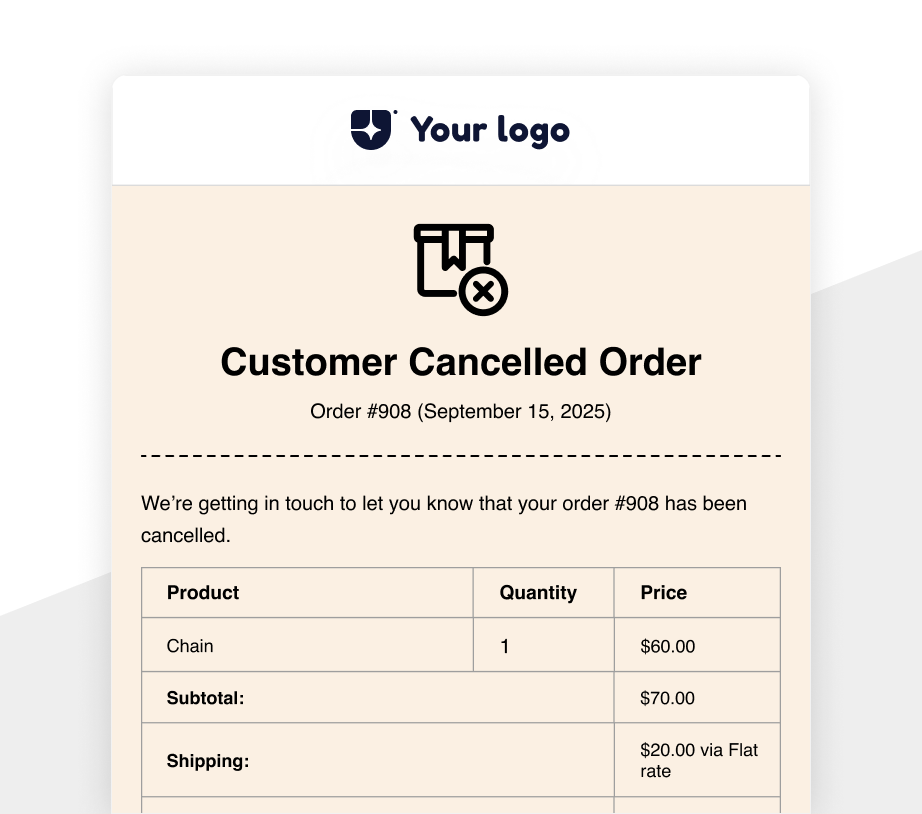 Your logo
Customer Cancelled Order
Order #908 (September 15, 2025)
We’re getting in touch to let you know that your order #908 has been
cancelled.
Product Quantity Price
Chain 1 $60.00
Subtotal: $70.00
Shipping: $20.00 via Flat
rate